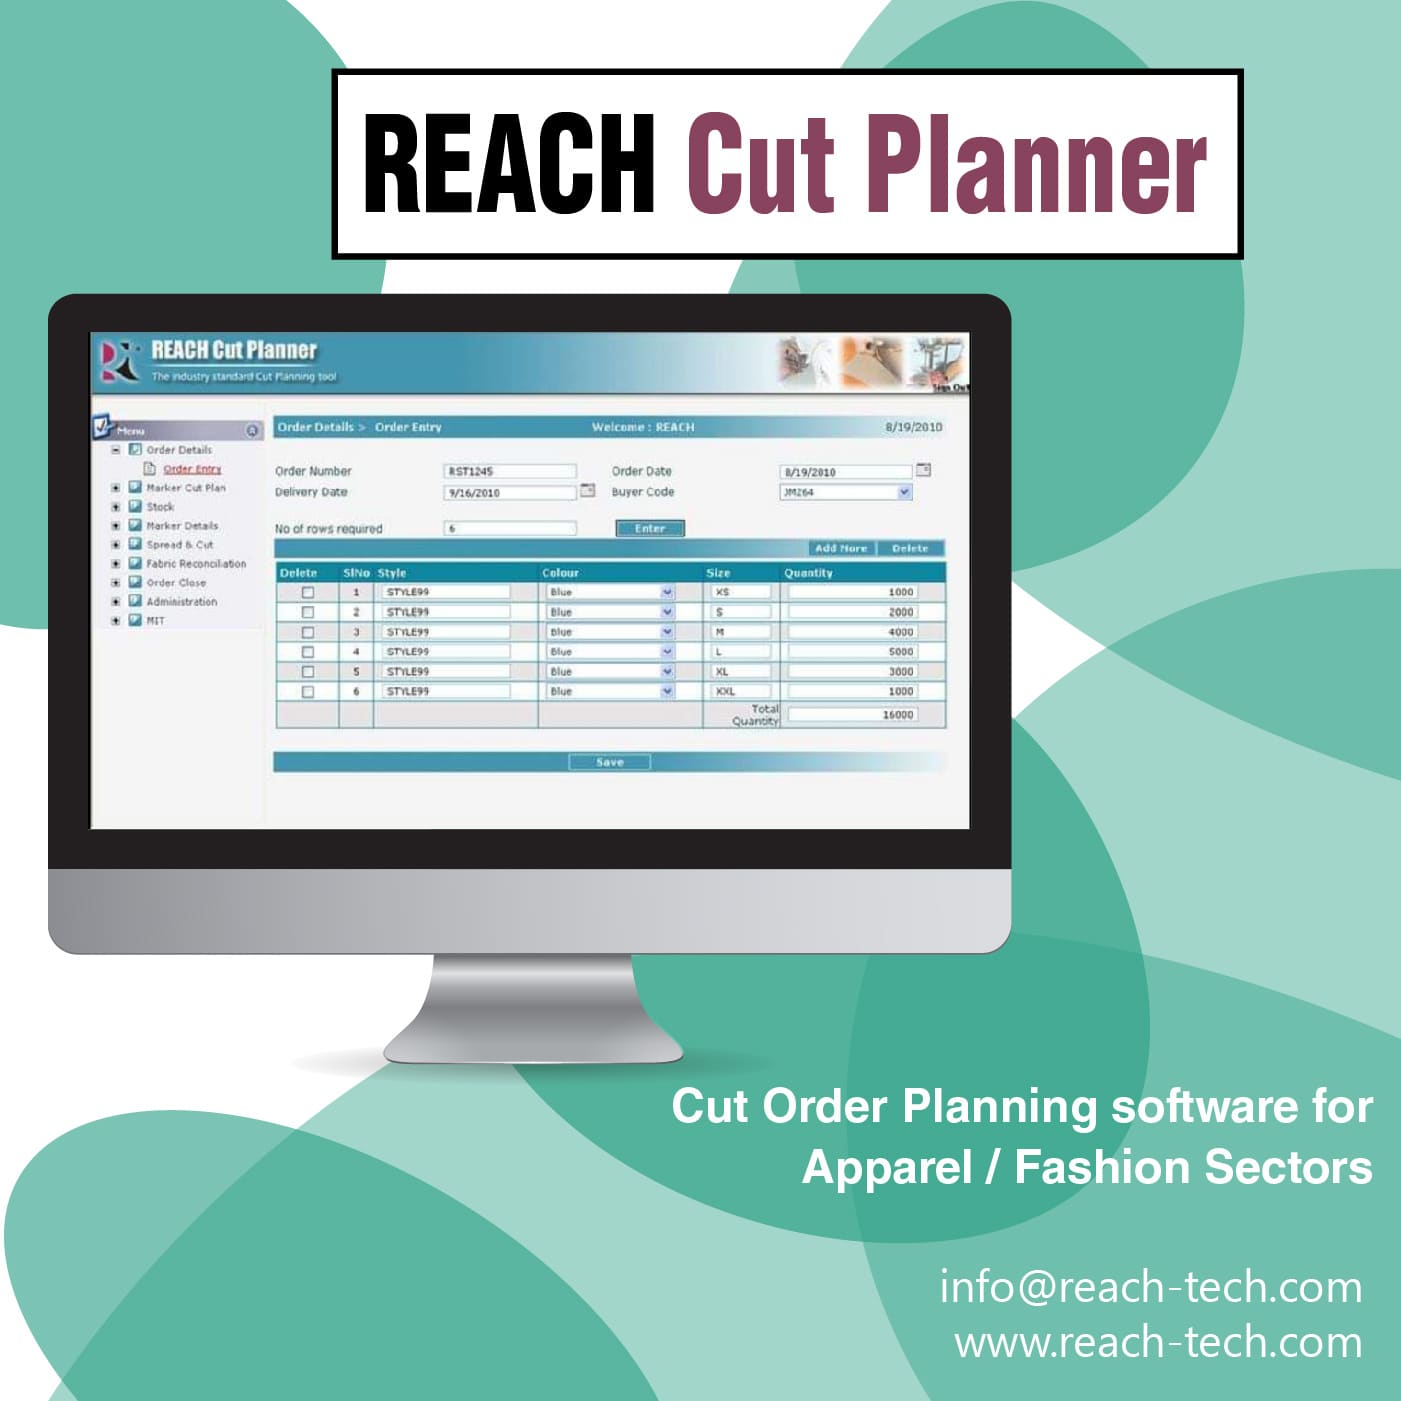 REACH Cut Planner
REACH Cut Planner
The industry standard Cut Planning tool
Sign Out
Menu
Order Details
Order Entry
Marker Cut Plan
Stock
Marker Details
Spread & Cut
Fabric Reconciliation
Order Close
Administration
MIT
Order Details > Order Entry Welcome : REACH 8/19/2010
Order Number RST1245 Order Date 8/19/2010
Delivery Date 9/16/2010 Buyer Code JM264
No of rows required 6 Enter
Add More Delete
Delete SlNo Style Colour Size Quantity
1 STYLE99 Blue XS 1000
2 STYLE99 Blue S 2000
3 STYLE99 Blue M 4000
4 STYLE99 Blue L 5000
5 STYLE99 Blue XL 3000
6 STYLE99 Blue XXL 1000
Total Quantity 16000
Save
Cut Order Planning software for
Apparel / Fashion Sectors
info@reach-tech.com
www.reach-tech.com